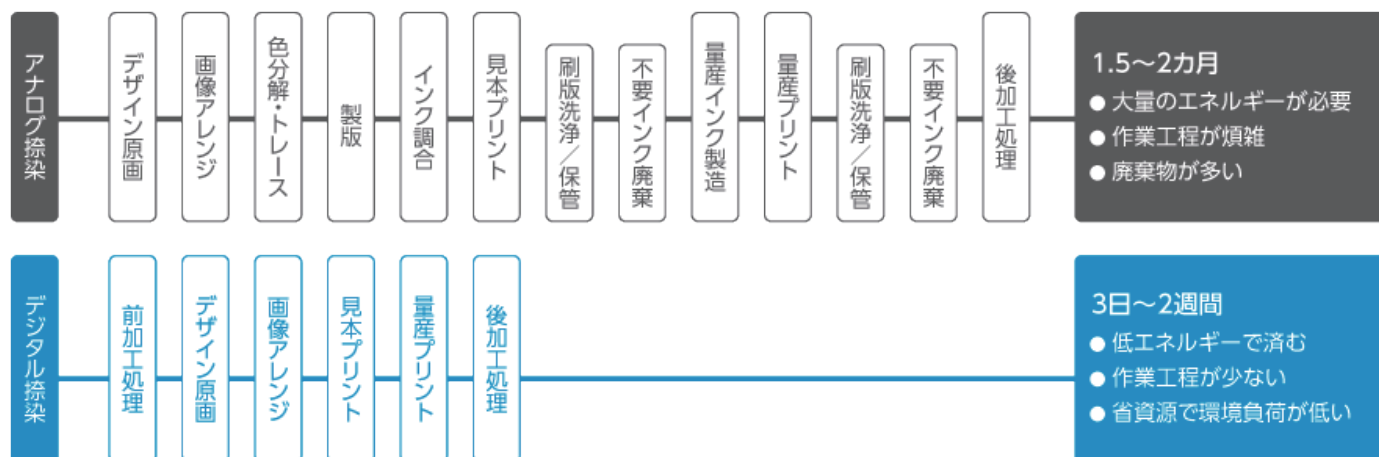 アナログ捺染
デザイン原画
画像アレンジ
色分解・トレース
製版
インク調合
見本プリント
刷版洗浄／保管
不要インク廃棄
量産インク製造
量産プリント
刷版洗浄／保管
不要インク廃棄
後加工処理
1.5〜2カ月
● 大量のエネルギーが必要
● 作業工程が煩雑
● 廃棄物が多い
デジタル捺染
前加工処理
デザイン原画
画像アレンジ
見本プリント
量産プリント
後加工処理
3日〜2週間
● 低エネルギーで済む
● 作業工程が少ない
● 省資源で環境負荷が低い